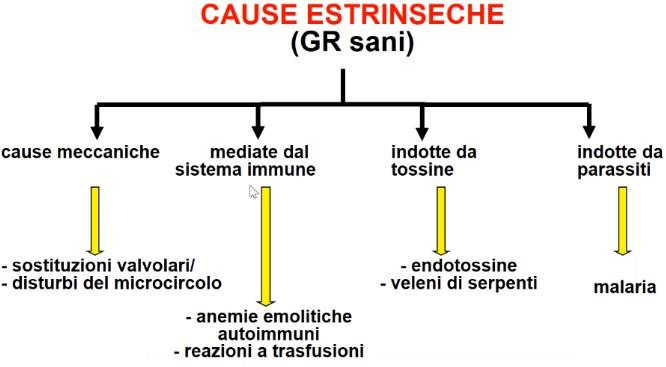 CAUSE ESTRINSECHE
(GR sani)
cause meccaniche
mediate dal
sistema immune
indotte da
tossine
indotte da
parassiti
- sostituzioni valvolari/
- disturbi del microcircolo
- anemie emolitiche
autoimmuni
- reazioni a trasfusioni
- endotossine
- veleni di serpenti
malaria